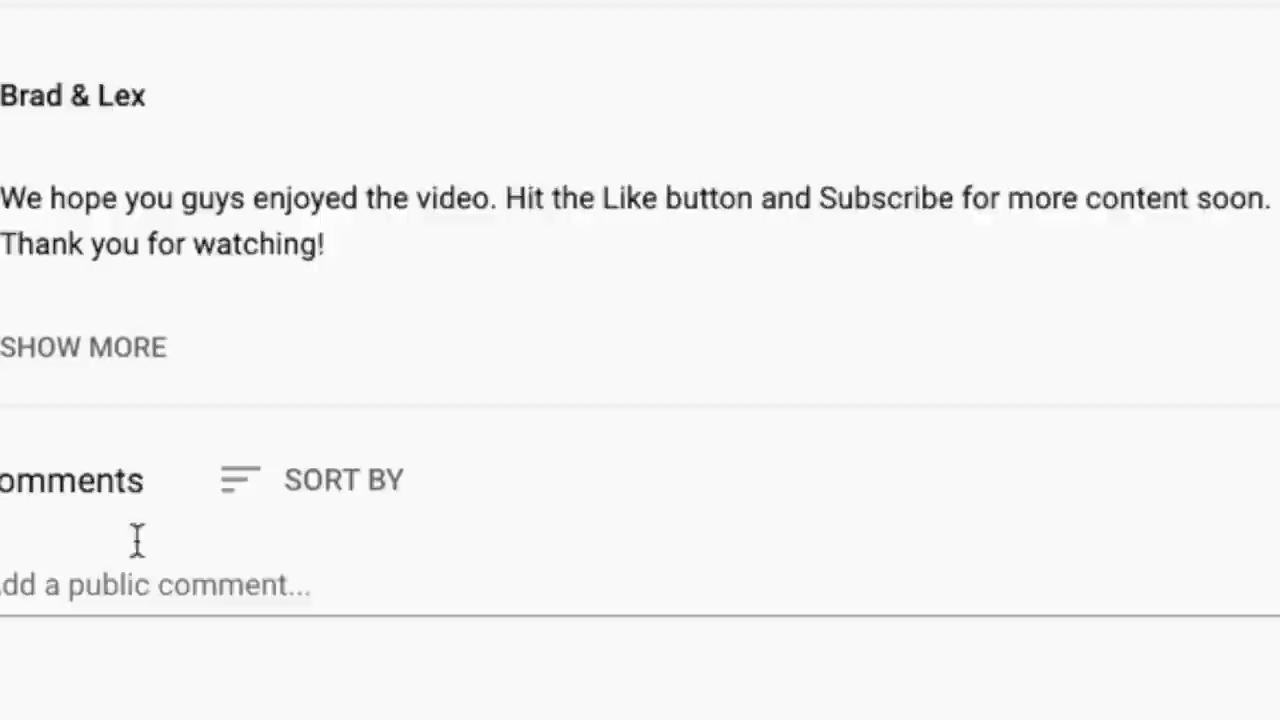 Brad & Lex
We hope you guys enjoyed the video. Hit the Like button and Subscribe for more content soon.
Thank you for watching!
SHOW MORE
omments SORT BY
dd a public comment...